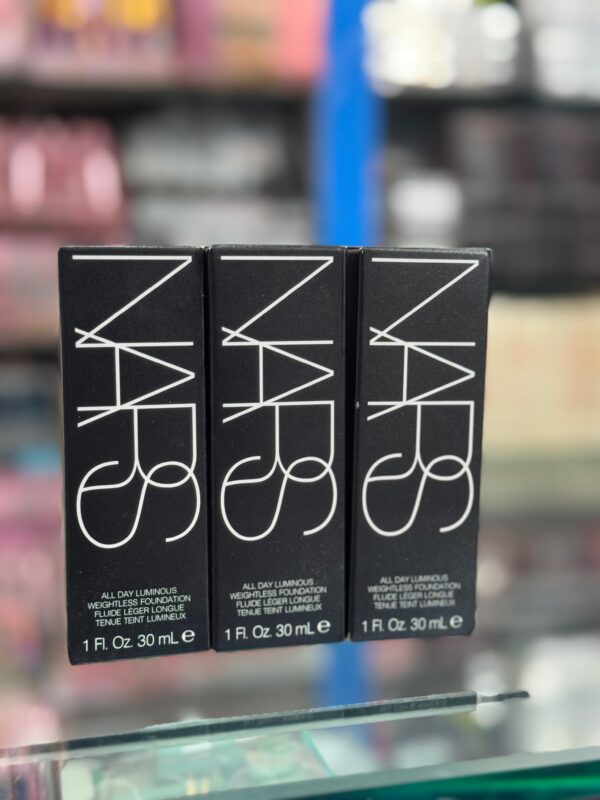 NARS
ALL DAY LUMINOUS
WEIGHTLESS FOUNDATION
FLUIDE LÉGER LONGUE
TENUE TEINT LUMINEUX
1 Fl. Oz. 30 mL e
NARS
ALL DAY LUMINOUS
WEIGHTLESS FOUNDATION
FLUIDE LÉGER LONGUE
TENUE TEINT LUMINEUX
1 Fl. Oz. 30 mL e
NARS
ALL DAY LUMINOUS
WEIGHTLESS FOUNDATION
FLUIDE LÉGER LONGUE
TENUE TEINT LUMINEUX
1 Fl. Oz. 30 mL e